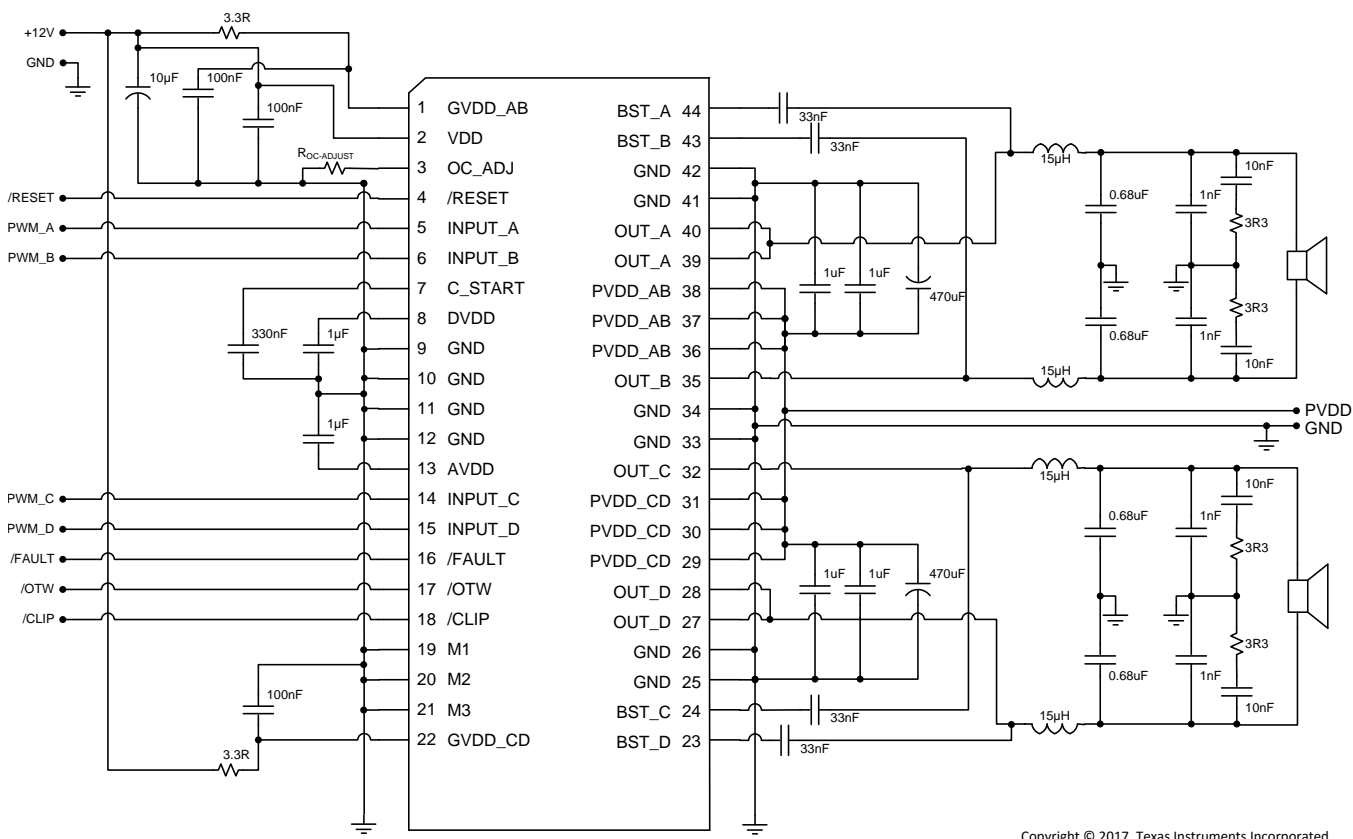 3.3R
+12V
GND
10µF
100nF
100nF
R_OC-ADJUST
/RESET
PWM_A
PWM_B
330nF
1µF
1µF
PWM_C
PWM_D
/FAULT
/OTW
/CLIP
100nF
3.3R
1 GVDD_AB
2 VDD
3 OC_ADJ
4 /RESET
5 INPUT_A
6 INPUT_B
7 C_START
8 DVDD
9 GND
10 GND
11 GND
12 GND
13 AVDD
14 INPUT_C
15 INPUT_D
16 /FAULT
17 /OTW
18 /CLIP
19 M1
20 M2
21 M3
22 GVDD_CD
BST_A 44
BST_B 43
GND 42
GND 41
OUT_A 40
OUT_A 39
PVDD_AB 38
PVDD_AB 37
PVDD_AB 36
OUT_B 35
GND 34
GND 33
OUT_C 32
PVDD_CD 31
PVDD_CD 30
PVDD_CD 29
OUT_D 28
OUT_D 27
GND 26
GND 25
BST_C 24
BST_D 23
33nF
33nF
1uF
1uF
470uF
15µH
0.68uF
1nF
10nF
3R3
3R3
0.68uF
1nF
10nF
15µH
PVDD
GND
15µH
10nF
0.68uF
1nF
3R3
1uF
1uF
470uF
3R3
0.68uF
1nF
10nF
15µH
33nF
33nF
Copyright © 2017, Texas Instruments Incorporated